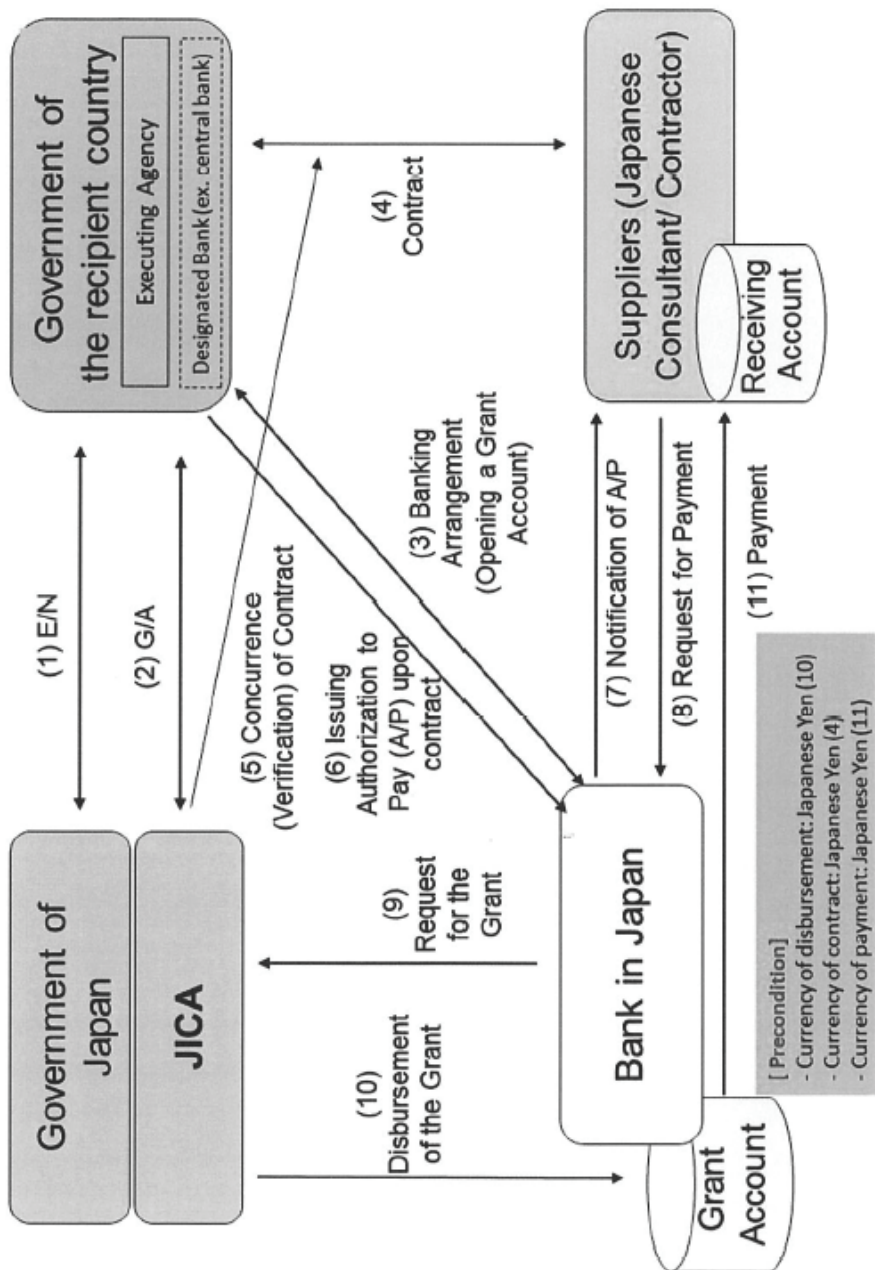 Government of
Japan
JICA
(1) E/N
(2) G/A
Government of
the recipient country
Executing Agency
Designated Bank (ex. central bank)
(5) Concurrence
(Verification) of Contract
(6) Issuing
Authorization to
Pay (A/P) upon
contract
(3) Banking
Arrangement
(Opening a Grant
Account)
(4)
Contract
(9)
Request
for the
Grant
(10)
Disbursement
of the Grant
Bank in Japan
Grant
Account
(7) Notification of A/P
(8) Request for Payment
(11) Payment
Suppliers (Japanese
Consultant/ Contractor)
Receiving
Account
[ Precondition]
- Currency of disbursement: Japanese Yen (10)
- Currency of contract: Japanese Yen (4)
- Currency of payment: Japanese Yen (11)